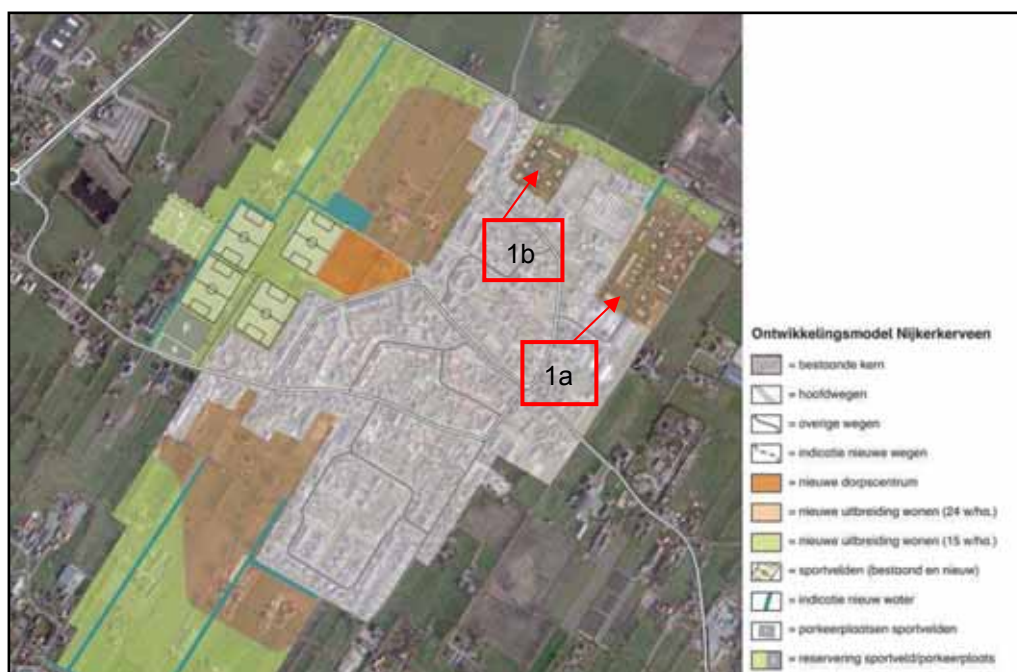 1b
1a
Ontwikkelingsmodel Nijkerkerveen
= bestaande kern
= hoofdwegen
= overige wegen
= indicatie nieuwe wegen
= nieuwe dorpscentrum
= nieuwe uitbreiding wonen (24 w/ha.)
= nieuwe uitbreiding wonen (15 w/ha.)
= sportvelden (bestaand en nieuw)
= indicatie nieuw water
= parkeerplaatsen sportvelden
= reservering sportveld/parkeerplaats